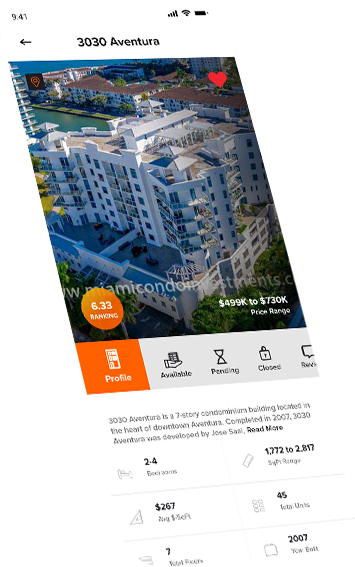 9:41
3030 Aventura
www.miamicondoinvestments.c
6.33
RANKING
$499K to $730K
Price Range
Profile
Available
Pending
Closed
Revi
3030 Aventura is a 7-story condominium building located in
the heart of downtown Aventura. Completed in 2007, 3030
Aventura was developed by Jose Saal, Read More
2-4
Bedrooms
1,772 to 2,817
SqFt Range
$267
Avg $/SqFt
45
Total Units
7
Total Floors
2007
Year Built